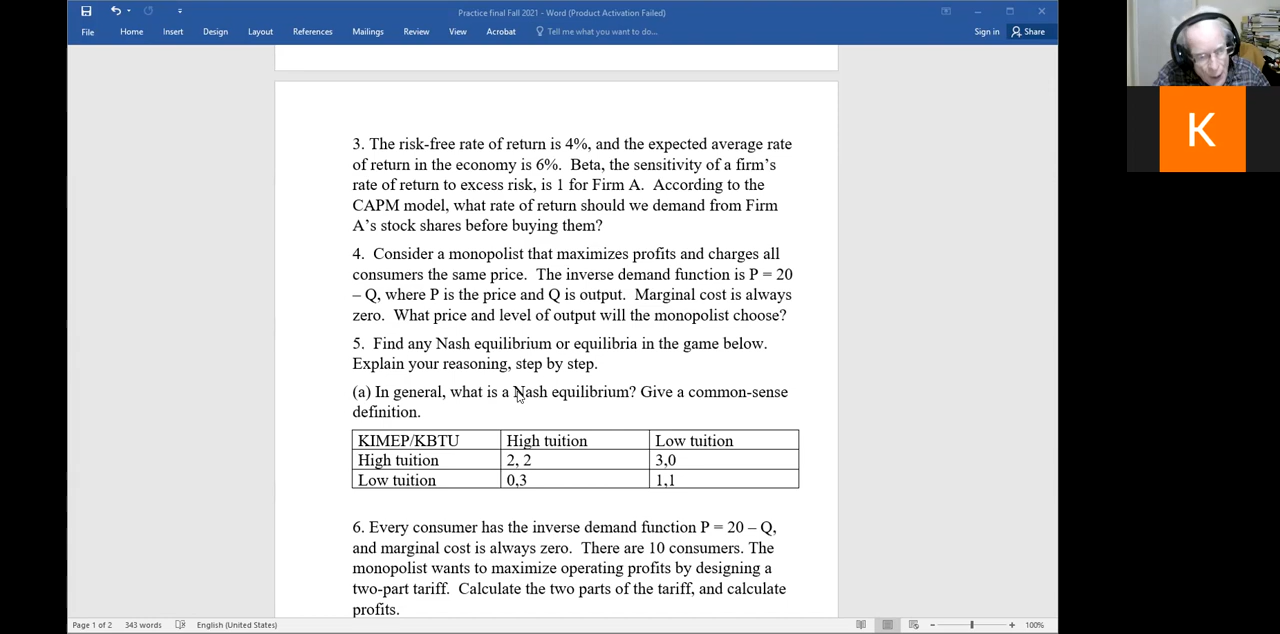 Practice final Fall 2021 - Word (Product Activation Failed)
File Home Insert Design Layout References Mailings Review View Acrobat Tell me what you want to do... Sign in Share
3. The risk-free rate of return is 4%, and the expected average rate
of return in the economy is 6%. Beta, the sensitivity of a firm's
rate of return to excess risk, is 1 for Firm A. According to the
CAPM model, what rate of return should we demand from Firm
A's stock shares before buying them?
4. Consider a monopolist that maximizes profits and charges all
consumers the same price. The inverse demand function is P = 20
– Q, where P is the price and Q is output. Marginal cost is always
zero. What price and level of output will the monopolist choose?
5. Find any Nash equilibrium or equilibria in the game below.
Explain your reasoning, step by step.
(a) In general, what is a Nash equilibrium? Give a common-sense
definition.
KIMEP/KBTU High tuition Low tuition
High tuition 2, 2 3,0
Low tuition 0,3 1,1
6. Every consumer has the inverse demand function P = 20 – Q,
and marginal cost is always zero. There are 10 consumers. The
monopolist wants to maximize operating profits by designing a
two-part tariff. Calculate the two parts of the tariff, and calculate
profits.
Page 1 of 2 343 words English (United States) 100%
K